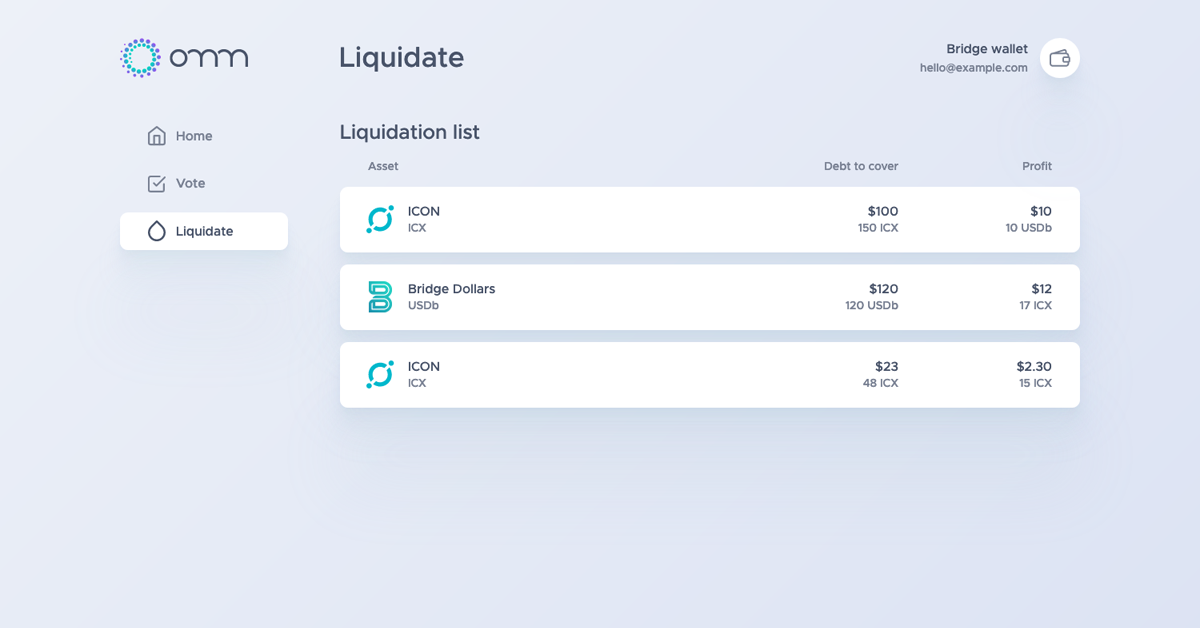 omm
Liquidate
Bridge wallet
hello@example.com
Home
Vote
Liquidate
Liquidation list
Asset Debt to cover Profit
ICON $100 $10
ICX 150 ICX 10 USDb
Bridge Dollars $120 $12
USDb 120 USDb 17 ICX
ICON $23 $2.30
ICX 48 ICX 15 ICX